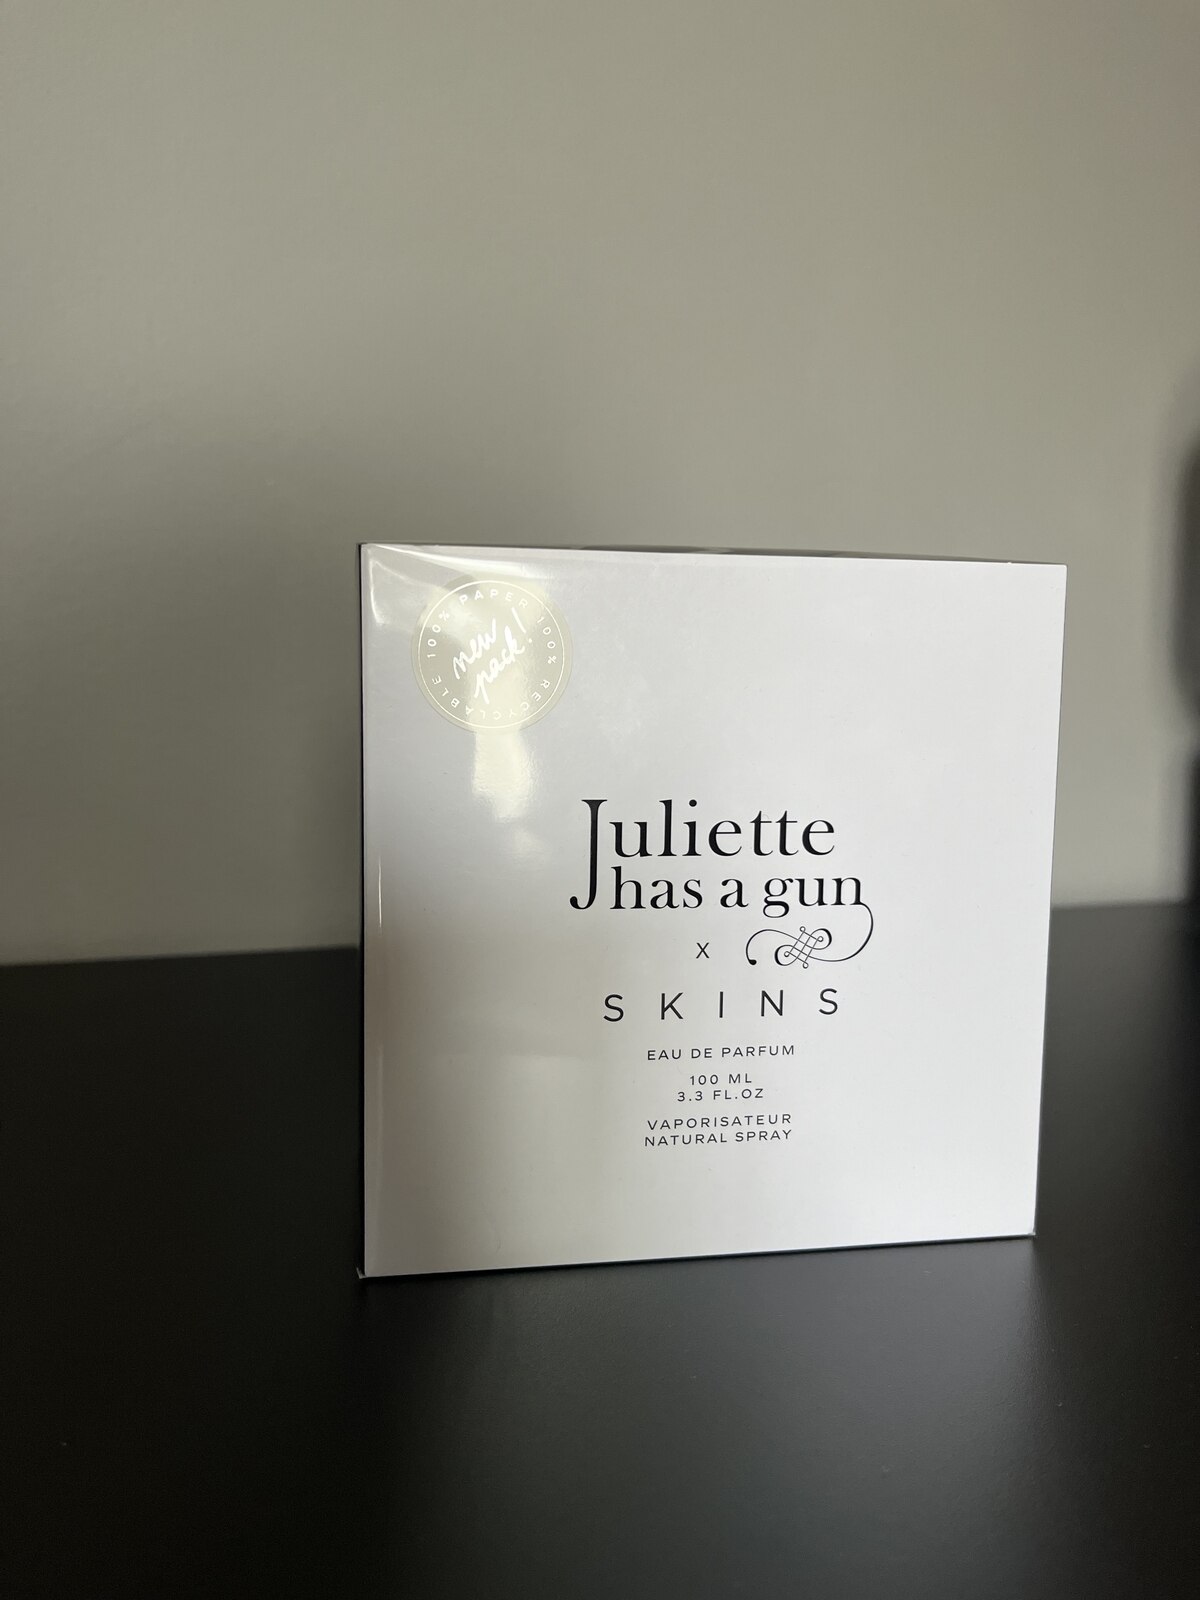 100% PAPER 100% RECYCLABLE
new
pack!
Juliette
has a gun
X
SKINS
EAU DE PARFUM
100 ML
3.3 FL.OZ
VAPORISATEUR
NATURAL SPRAY